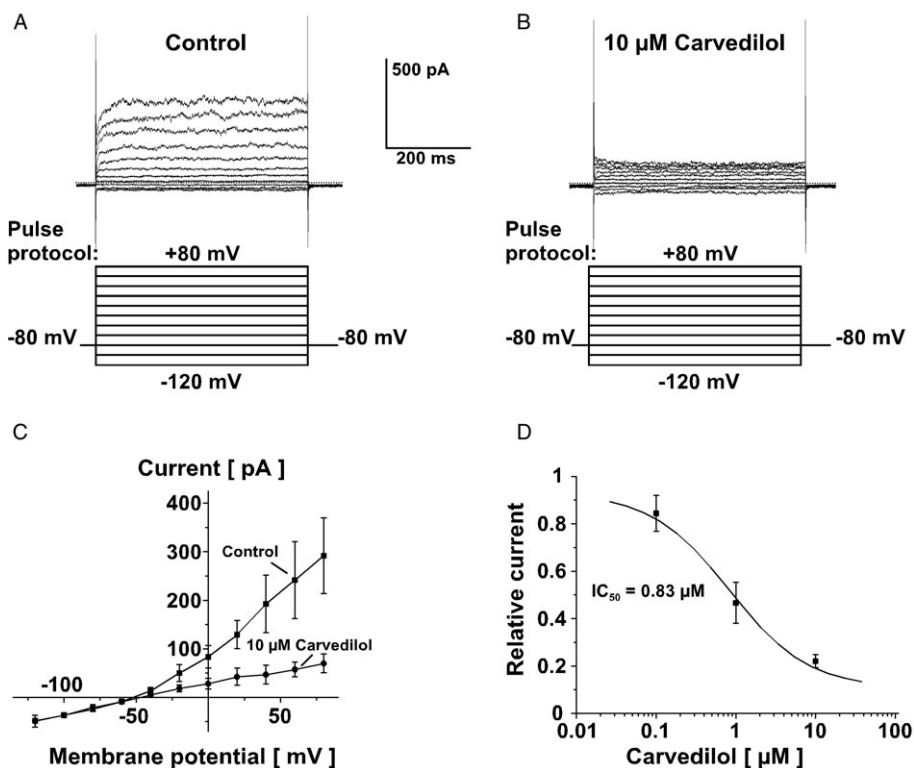 A
Control
500 pA
200 ms
Pulse
protocol:
+80 mV
-80 mV
-80 mV
-120 mV
B
10 µM Carvedilol
Pulse
protocol:
+80 mV
-80 mV
-80 mV
-120 mV
C
Current [ pA ]
400
300
200
100
-100
-50
50
Control
10 µM Carvedilol
Membrane potential [ mV ]
D
Relative current
1
0.8
0.6
0.4
0.2
0
IC50 = 0.83 µM
0.01
0.1
1
10
100
Carvedilol [ µM ]